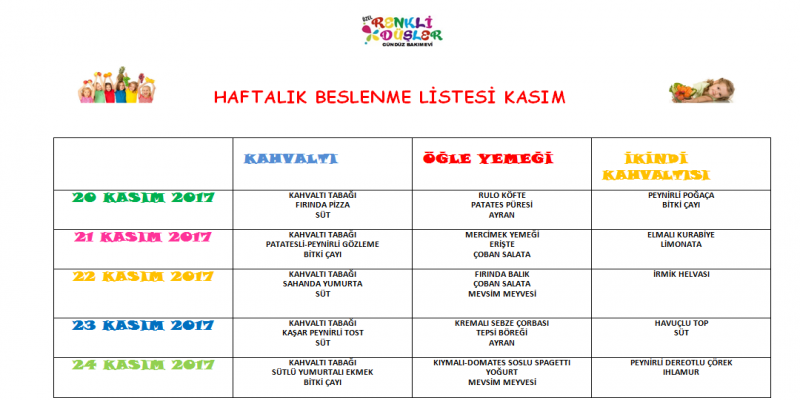 ÖZEL
RENKLİ
DÜŞLER
GÜNDÜZ BAKIMEVİ
HAFTALIK BESLENME LİSTESİ KASIM
KAHVALTI
ÖĞLE YEMEĞİ
İKİNDİ
KAHVALTISI
20 KASIM 2017
KAHVALTI TABAĞI
FIRINDA PİZZA
SÜT
RULO KÖFTE
PATATES PÜRESİ
AYRAN
PEYNİRLİ POĞAÇA
BİTKİ ÇAYI
21 KASIM 2017
KAHVALTI TABAĞI
PATATESLİ-PEYNİRLİ GÖZLEME
BİTKİ ÇAYI
MERCİMEK YEMEĞİ
ERİŞTE
ÇOBAN SALATA
ELMALI KURABİYE
LİMONATA
22 KASIM 2017
KAHVALTI TABAĞI
SAHANDA YUMURTA
SÜT
FIRINDA BALIK
ÇOBAN SALATA
MEVSİM MEYVESİ
İRMİK HELVASI
23 KASIM 2017
KAHVALTI TABAĞI
KAŞAR PEYNİRLİ TOST
SÜT
KREMALI SEBZE ÇORBASI
TEPSİ BÖREĞİ
AYRAN
HAVUÇLU TOP
SÜT
24 KASIM 2017
KAHVALTI TABAĞI
SÜTLÜ YUMURTALI EKMEK
BİTKİ ÇAYI
KIYMALI-DOMATES SOSLU SPAGETTI
YOĞURT
MEVSİM MEYVESİ
PEYNİRLİ DEREOTLU ÇÖREK
IHLAMUR